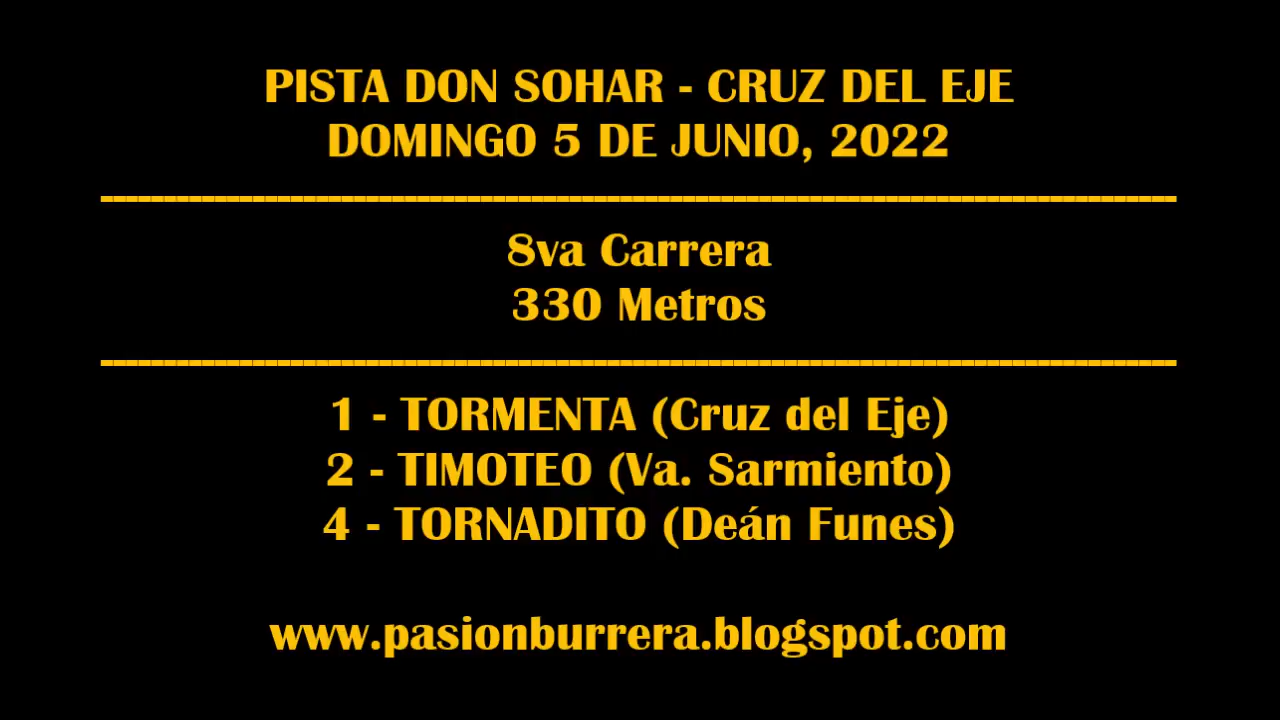 PISTA DON SOHAR - CRUZ DEL EJE
DOMINGO 5 DE JUNIO, 2022
8va Carrera
330 Metros
1 - TORMENTA (Cruz del Eje)
2 - TIMOTEO (Va. Sarmiento)
4 - TORNADITO (Deán Funes)
www.pasionburrera.blogspot.com